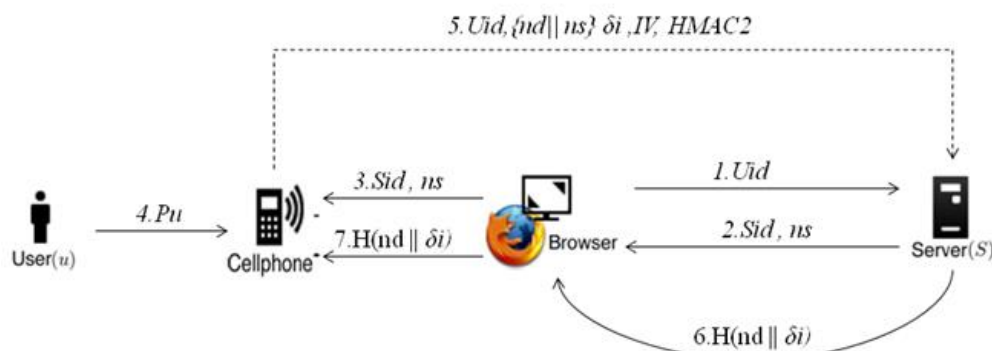 5.Uid,{nd|| ns} δi ,IV, HMAC2
3.Sid , ns
1.Uid
4.Pu
7.H(nd || δi)
2.Sid , ns
User(u)
Cellphone
Browser
Server(S)
6.H(nd || δi)